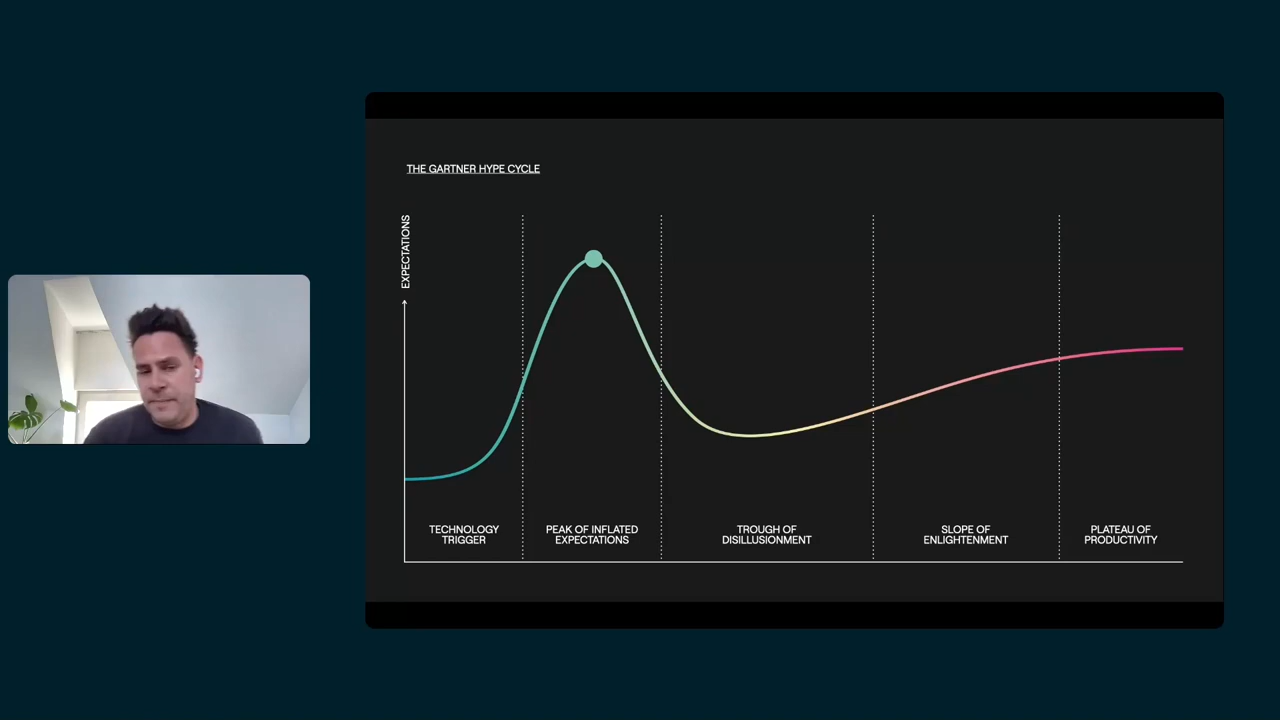 THE GARTNER HYPE CYCLE
EXPECTATIONS
TECHNOLOGY
TRIGGER
PEAK OF INFLATED
EXPECTATIONS
TROUGH OF
DISILLUSIONMENT
SLOPE OF
ENLIGHTENMENT
PLATEAU OF
PRODUCTIVITY